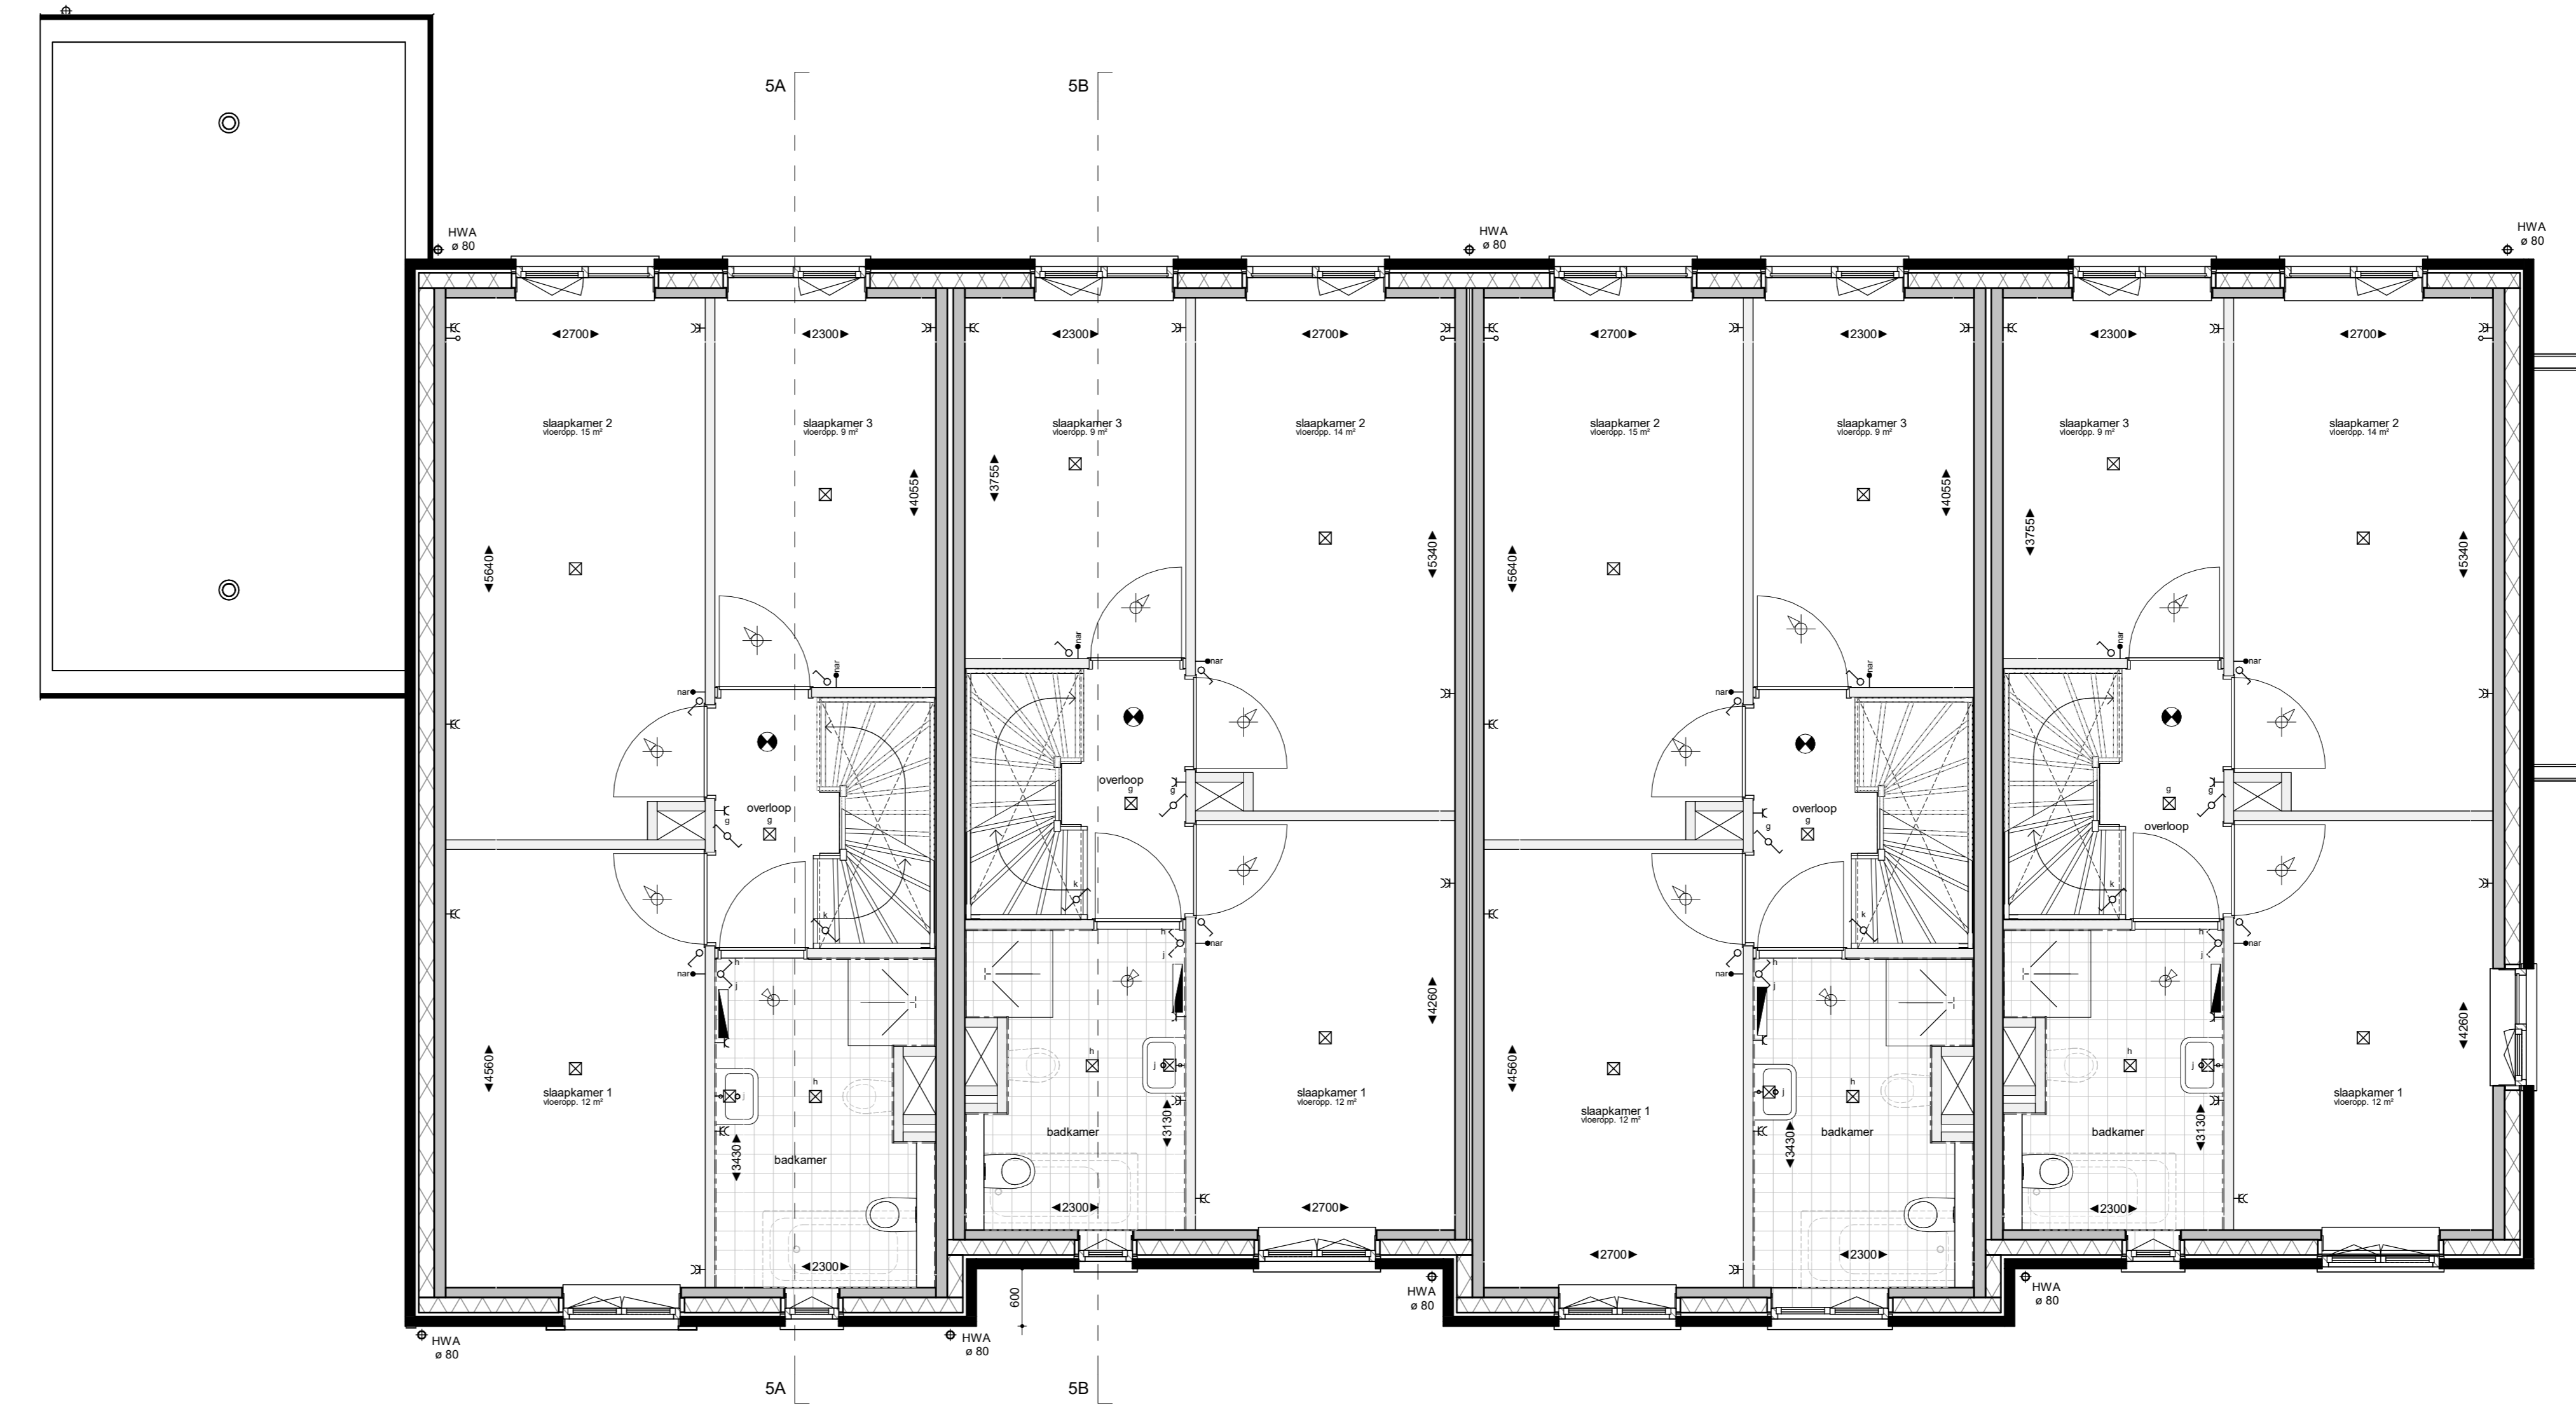 5A
5B
HWA
ø 80
HWA
ø 80
HWA
ø 80
2700
2300
2300
2700
2700
2300
2300
2700
slaapkamer 2
vloeropp. 15 m²
slaapkamer 3
vloeropp. 9 m²
slaapkamer 3
vloeropp. 9 m²
slaapkamer 2
vloeropp. 14 m²
slaapkamer 2
vloeropp. 15 m²
slaapkamer 3
vloeropp. 9 m²
slaapkamer 3
vloeropp. 9 m²
slaapkamer 2
vloeropp. 14 m²
4055
3755
4055
3755
5640
5340
5640
5340
nar
nar
nar
nar
nar
nar
nar
nar
overloop
g
g
overloop
g
g
overloop
g
g
overloop
g
g
k
k
k
k
nar
nar
nar
nar
h
j
h
j
h
j
h
j
4560
4260
4560
4260
h
j
h
j
h
j
h
j
slaapkamer 1
vloeropp. 12 m²
slaapkamer 1
vloeropp. 12 m²
slaapkamer 1
vloeropp. 12 m²
slaapkamer 1
vloeropp. 12 m²
3430
3130
3430
3130
badkamer
badkamer
badkamer
badkamer
2300
2300
2700
2700
2300
2300
600
HWA
ø 80
HWA
ø 80
HWA
ø 80
HWA
ø 80
5A
5B